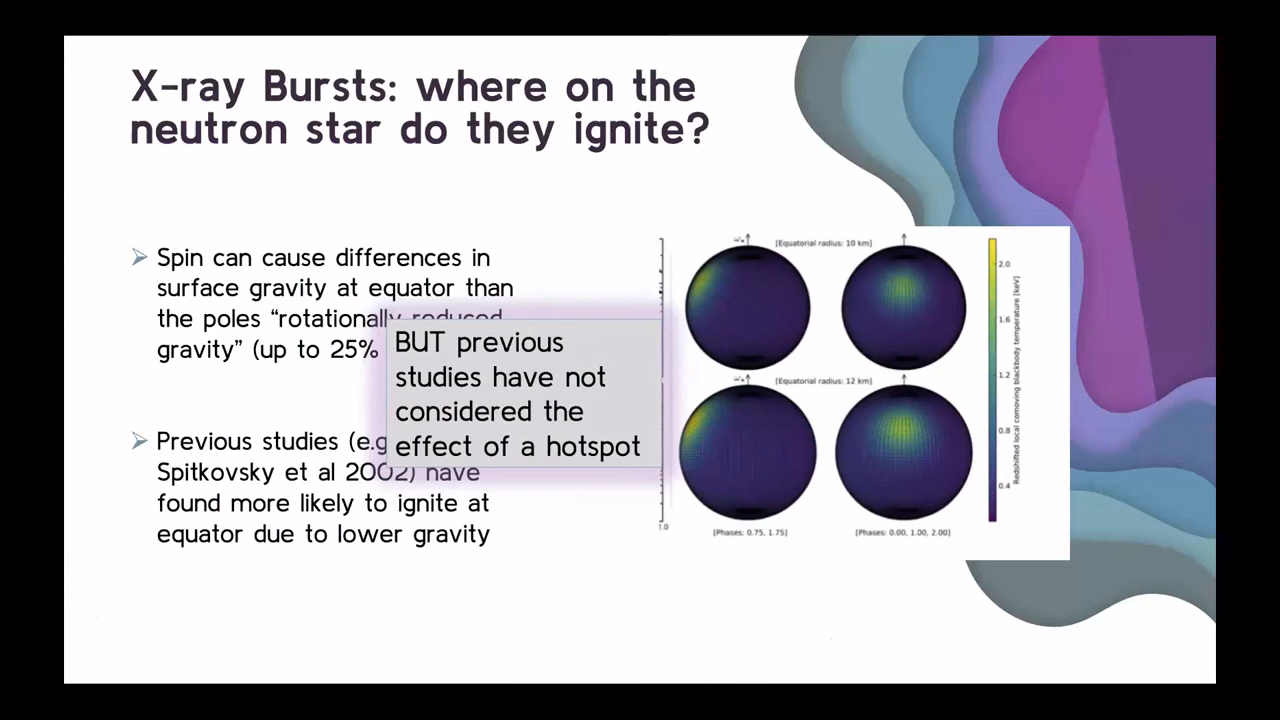 X-ray Bursts: where on the
neutron star do they ignite?
Spin can cause differences in
surface gravity at equator than
the poles “rotationally reduced
gravity” (up to 25%
BUT previous
studies have not
considered the
effect of a hotspot
Previous studies (e.g
Spitkovsky et al 2002) have
found more likely to ignite at
equator due to lower gravity
[Equatorial radius: 10 km]
[Equatorial radius: 12 km]
[Phases: 0.75, 1.75]
[Phases: 0.00, 1.00, 2.00]
2.0
1.6
1.2
0.8
0.4
Redshifted local comoving blackbody temperature [keV]